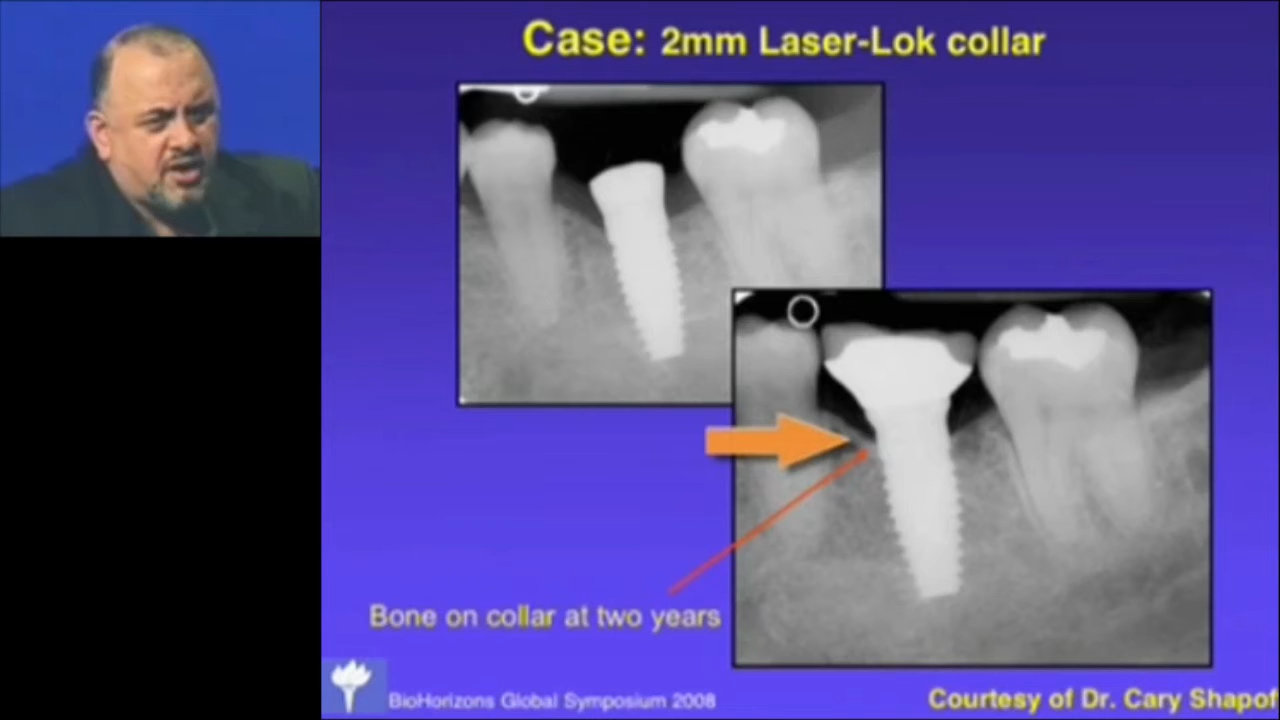 Case: 2mm Laser-Lok collar
Bone on collar at two years
BioHorizons Global Symposium 2008
Courtesy of Dr. Cary Shapof